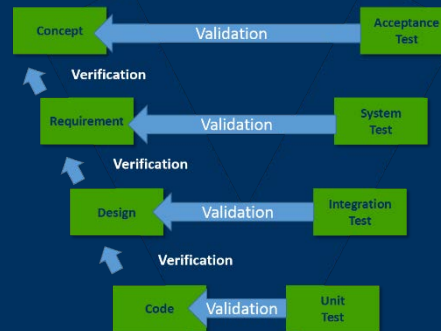 Concept
Validation
Acceptance
Test
Verification
Requirement
Validation
System
Test
Verification
Design
Validation
Integration
Test
Verification
Code
Validation
Unit
Test